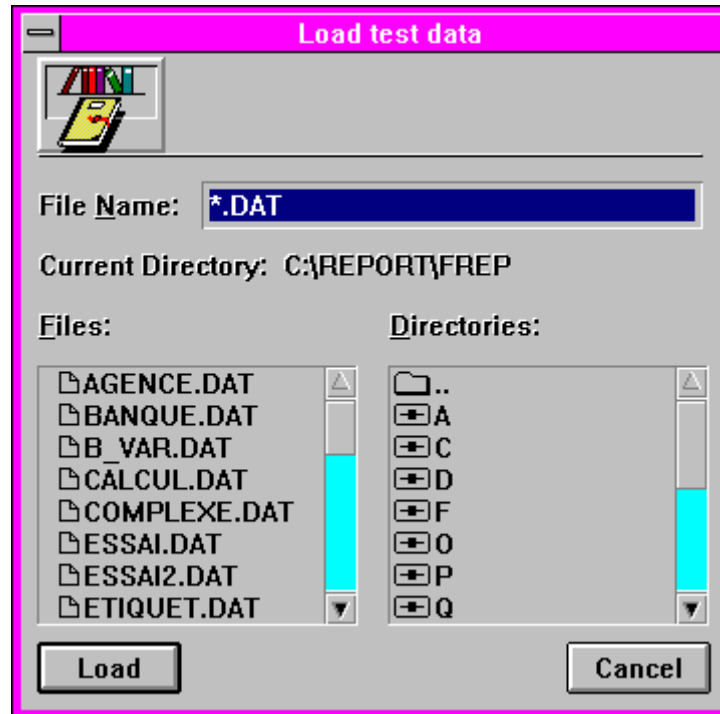 Load test data
File Name: *.DAT
Current Directory: C:\REPORT\FREP
Files:
AGENCE.DAT
BANQUE.DAT
B_VAR.DAT
CALCUL.DAT
COMPLEXE.DAT
ESSAI.DAT
ESSAI2.DAT
ETIQUET.DAT
Directories:
..
A
C
D
F
O
P
Q
Load
Cancel